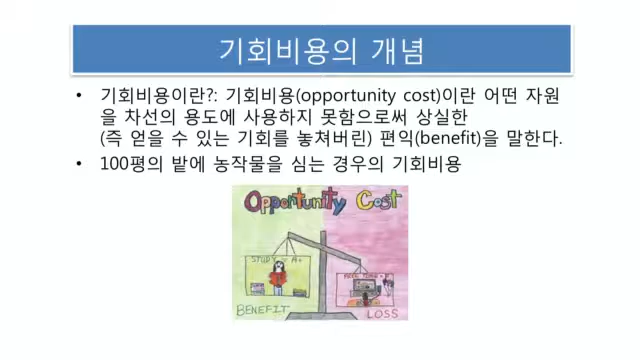 기회비용의 개념
• 기회비용이란?: 기회비용(opportunity cost)이란 어떤 자원
을 차선의 용도에 사용하지 못함으로써 상실한
(즉 얻을 수 있는 기회를 놓쳐버린) 편익(benefit)을 말한다.
• 100평의 밭에 농작물을 심는 경우의 기회비용
Opportunity Cost
STUDY = A+
BENEFIT
LOSS